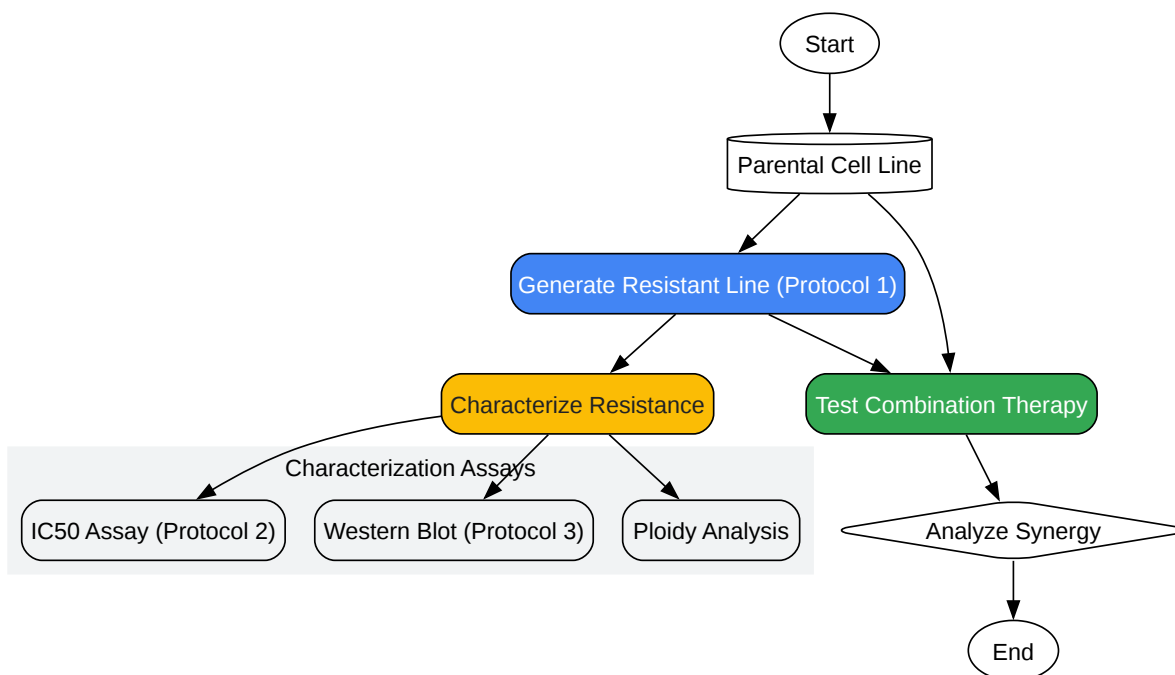 Start
Parental Cell Line
Generate Resistant Line (Protocol 1)
Characterize Resistance
Test Combination Therapy
Characterization Assays
IC50 Assay (Protocol 2)
Western Blot (Protocol 3)
Ploidy Analysis
Analyze Synergy
End